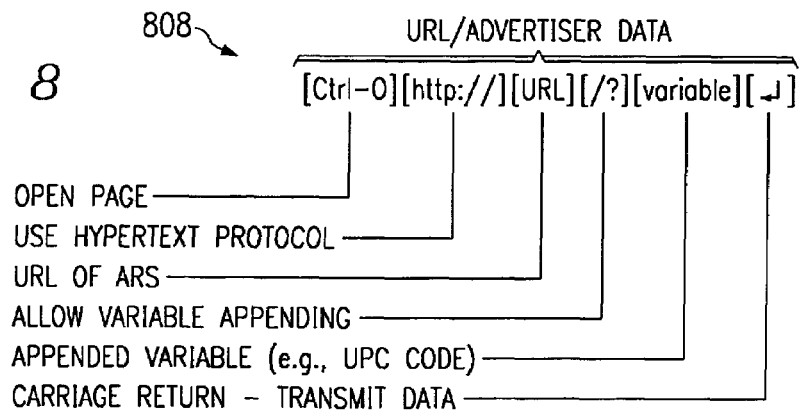 808
URL/ADVERTISER DATA
8
[Ctrl-O][http://][URL][/?][variable][↵]
OPEN PAGE
USE HYPERTEXT PROTOCOL
URL OF ARS
ALLOW VARIABLE APPENDING
APPENDED VARIABLE (e.g., UPC CODE)
CARRIAGE RETURN - TRANSMIT DATA